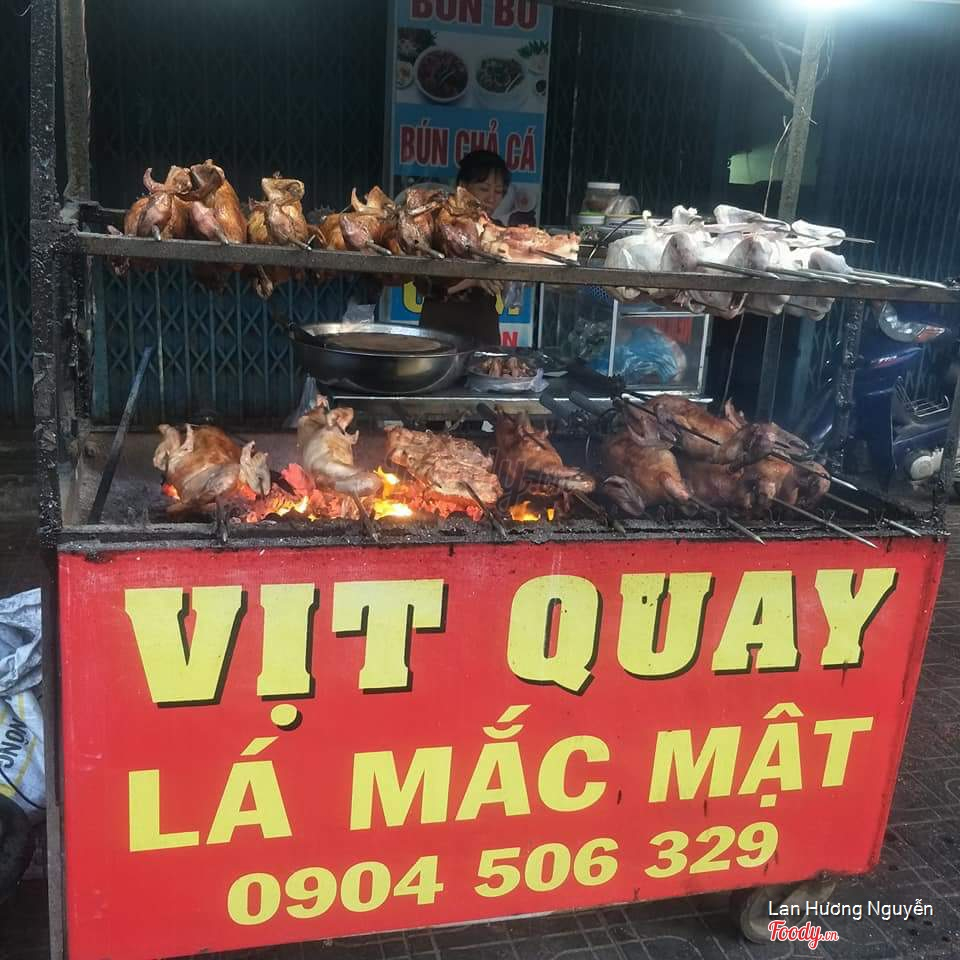 BÚN BÒ
BÚN CHẢ CÁ
VỊT QUAY
LÁ MẮC MẬT
0904 506 329
Lan Hương Nguyễn
Foody.vn